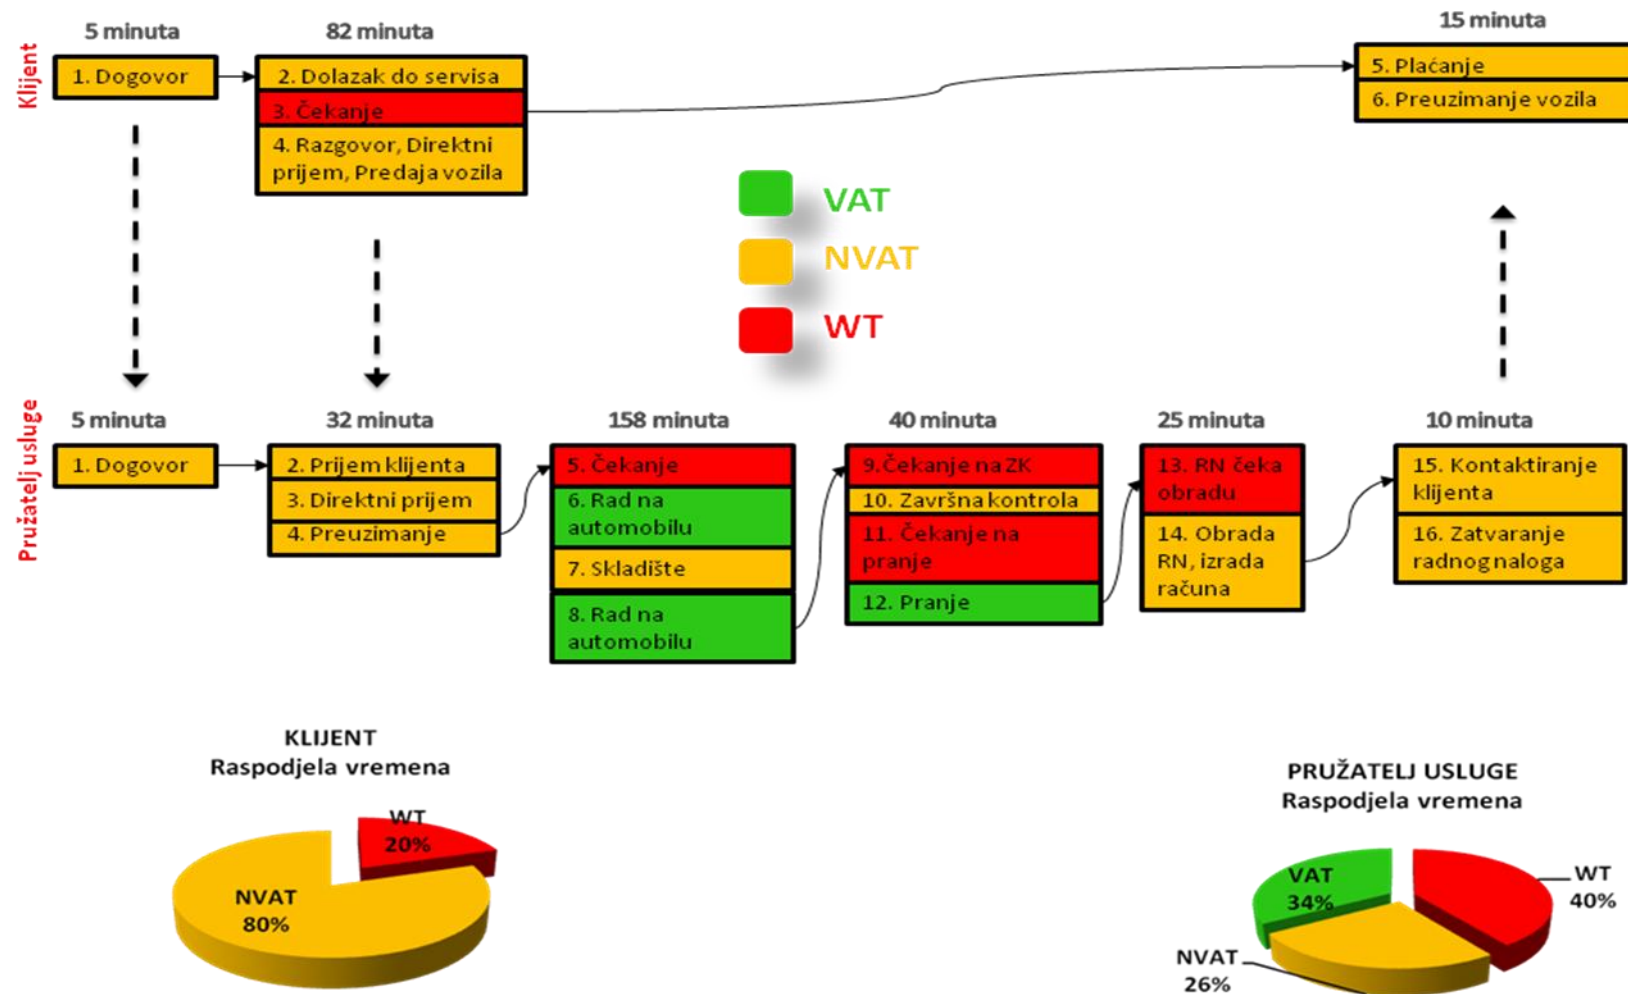 5 minuta
82 minuta
15 minuta
Klijent
1. Dogovor
2. Dolazak do servisa
3. Čekanje
4. Razgovor, Direktni
prijem, Predaja vozila
5. Plaćanje
6. Preuzimanje vozila
VAT
NVAT
WT
Pružatelj usluge
5 minuta
32 minuta
158 minuta
40 minuta
25 minuta
10 minuta
1. Dogovor
2. Prijem klijenta
3. Direktni prijem
4. Preuzimanje
5. Čekanje
6. Rad na
automobilu
7. Skladište
8. Rad na
automobilu
9.Čekanje na ZK
10. Završna kontrola
11. Čekanje na
pranje
12. Pranje
13. RN čeka
obradu
14. Obrada
RN, izrada
računa
15. Kontaktiranje
klijenta
16. Zatvaranje
radnog naloga
KLIJENT
Raspodjela vremena
WT
20%
NVAT
80%
PRUŽATELJ USLUGE
Raspodjela vremena
VAT
34%
WT
40%
NVAT
26%